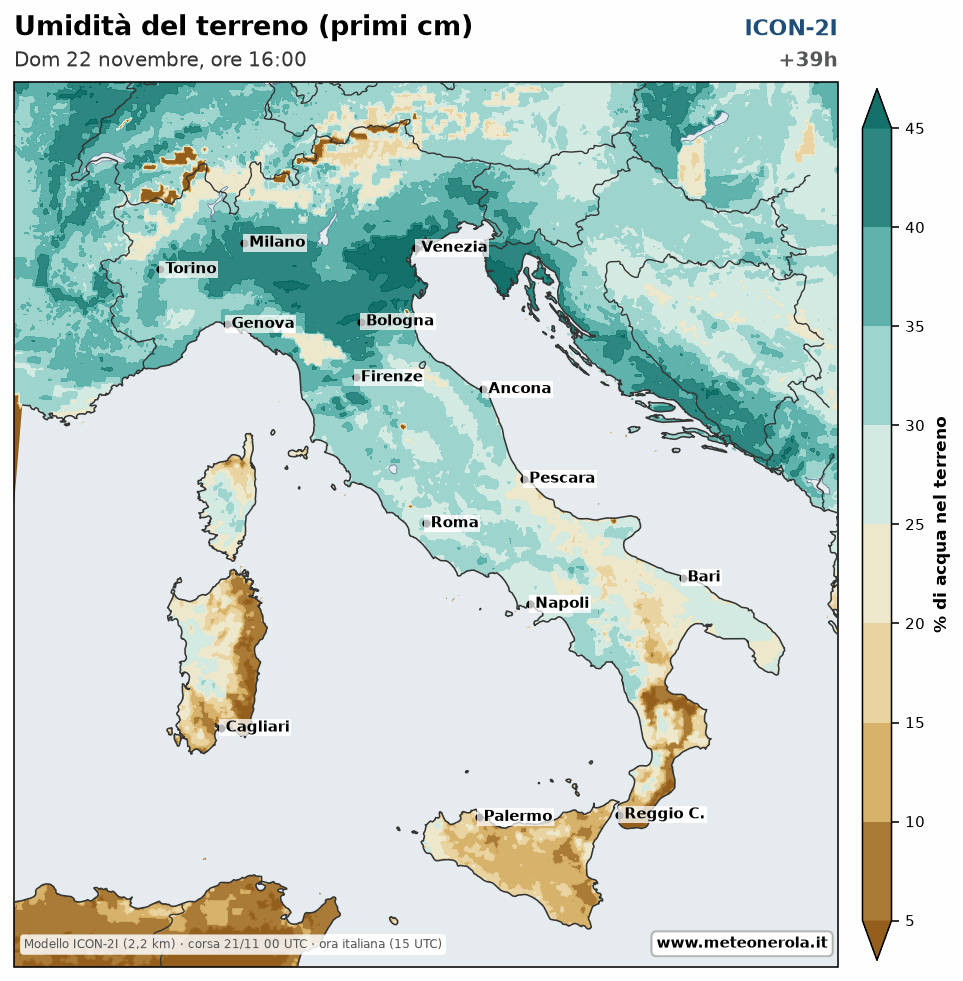 Umidità del terreno (primi cm)
ICON-2I
Dom 22 novembre, ore 16:00
+39h
45
40
35
30
25
20
15
10
5
% di acqua nel terreno
Milano
Venezia
Torino
Genova
Bologna
Firenze
Ancona
Pescara
Roma
Bari
Napoli
Cagliari
Palermo
Reggio C.
Modello ICON-2I (2,2 km) · corsa 21/11 00 UTC · ora italiana (15 UTC)
www.meteonerola.it